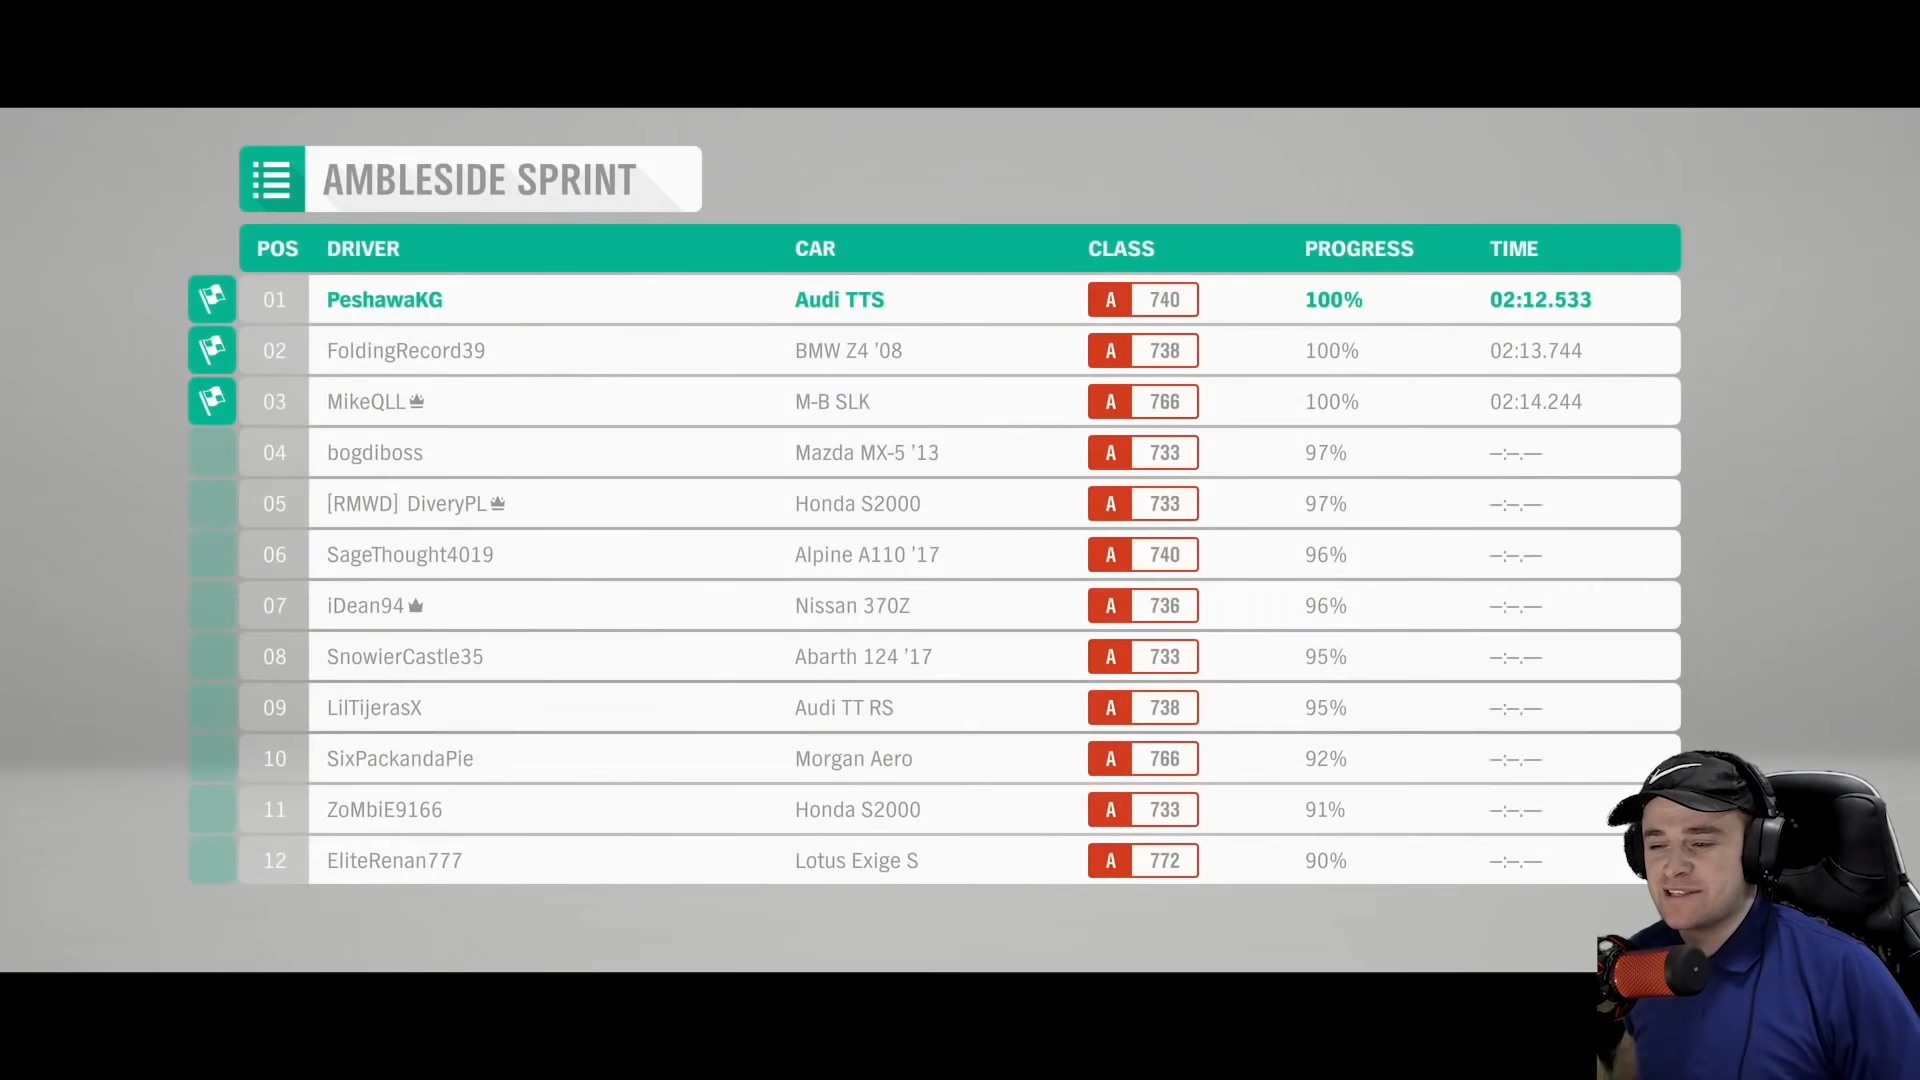 AMBLESIDE SPRINT
POS DRIVER CAR CLASS PROGRESS TIME
01 PeshawaKG Audi TTS A 740 100% 02:12.533
02 FoldingRecord39 BMW Z4 ’08 A 738 100% 02:13.744
03 MikeQLL M-B SLK A 766 100% 02:14.244
04 bogdiboss Mazda MX-5 ’13 A 733 97% –:–.–
05 [RMWD] DiveryPL Honda S2000 A 733 97% –:–.–
06 SageThought4019 Alpine A110 ’17 A 740 96% –:–.–
07 iDean94 Nissan 370Z A 736 96% –:–.–
08 SnowierCastle35 Abarth 124 ’17 A 733 95% –:–.–
09 LilTijerasX Audi TT RS A 738 95% –:–.–
10 SixPackandaPie Morgan Aero A 766 92% –:–.–
11 ZoMbiE9166 Honda S2000 A 733 91% –:–.–
12 EliteRenan777 Lotus Exige S A 772 90% –:–.–